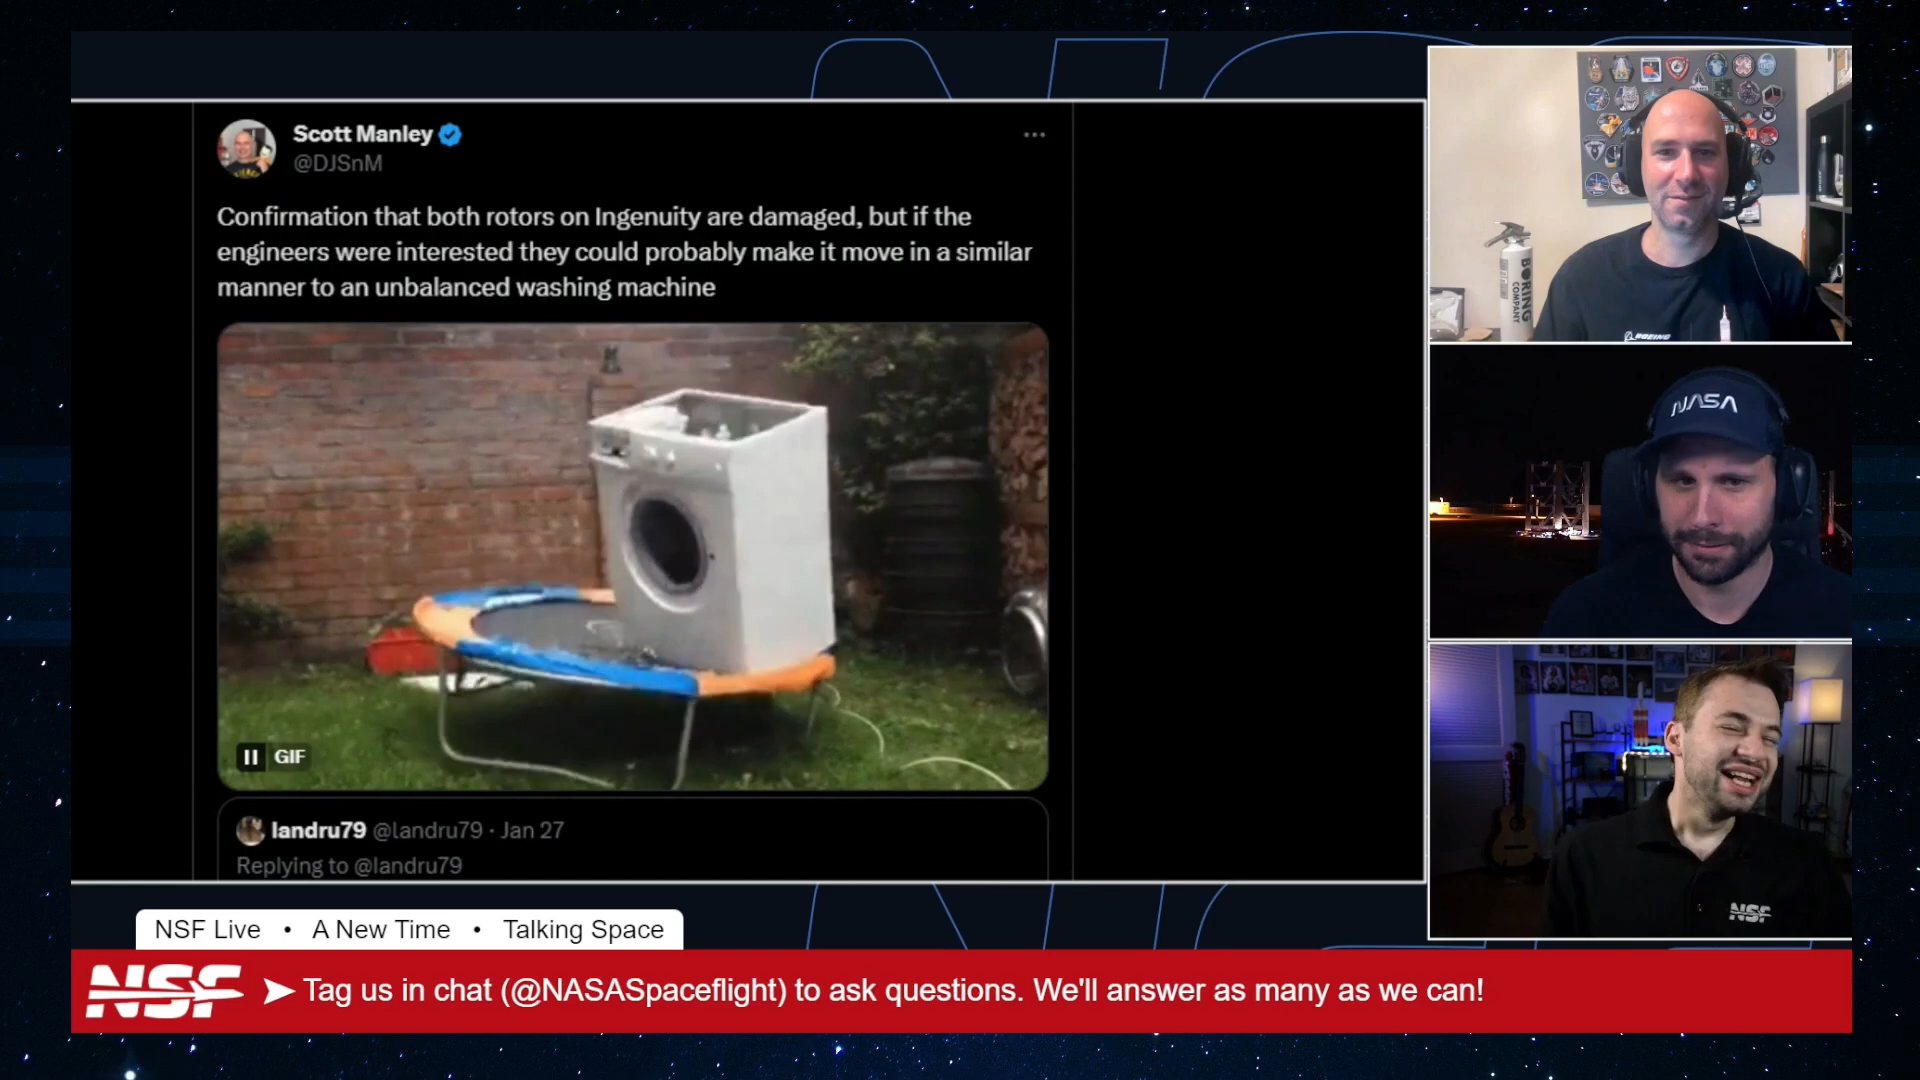 Scott Manley
@DJSnM
Confirmation that both rotors on Ingenuity are damaged, but if the
engineers were interested they could probably make it move in a similar
manner to an unbalanced washing machine
GIF
landru79 @landru79 · Jan 27
Replying to @landru79
BORING
COMPANY
BOEING
NASA
NSF
NSF Live • A New Time • Talking Space
NSF
Tag us in chat (@NASASpaceflight) to ask questions. We'll answer as many as we can!